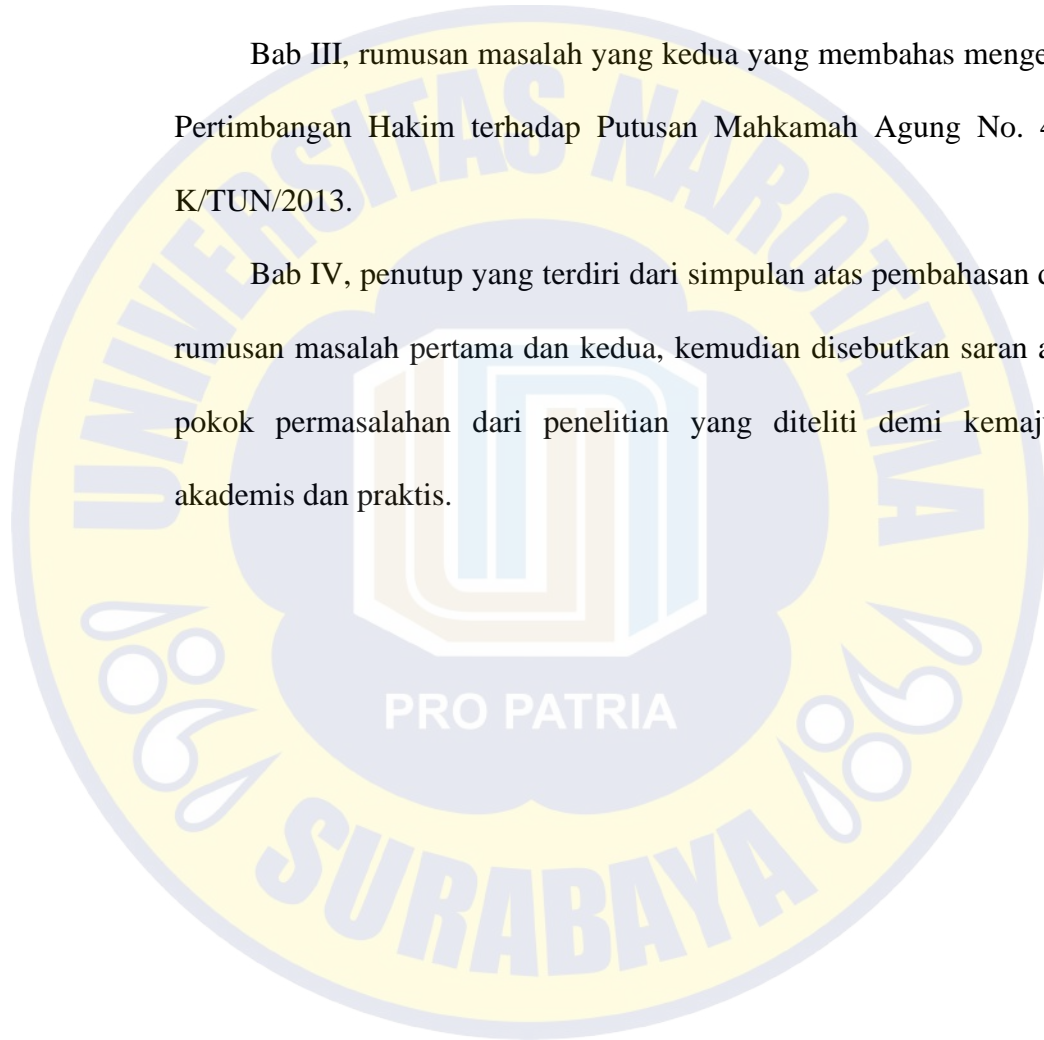 Bab III, rumusan masalah yang kedua yang membahas
Pertimbangan Hakim terhadap Putusan Mahkamah Agung No.
K/TUN/2013.
Bab IV, penutup yang terdiri dari simpulan atas pembahasan
rumusan masalah pertama dan kedua, kemudian disebutkan saran
pokok permasalahan dari penelitian yang diteliti demi
akademis dan praktis.
UNIVERSITAS NAROTAMA
PRO PATRIA
SURABAYA